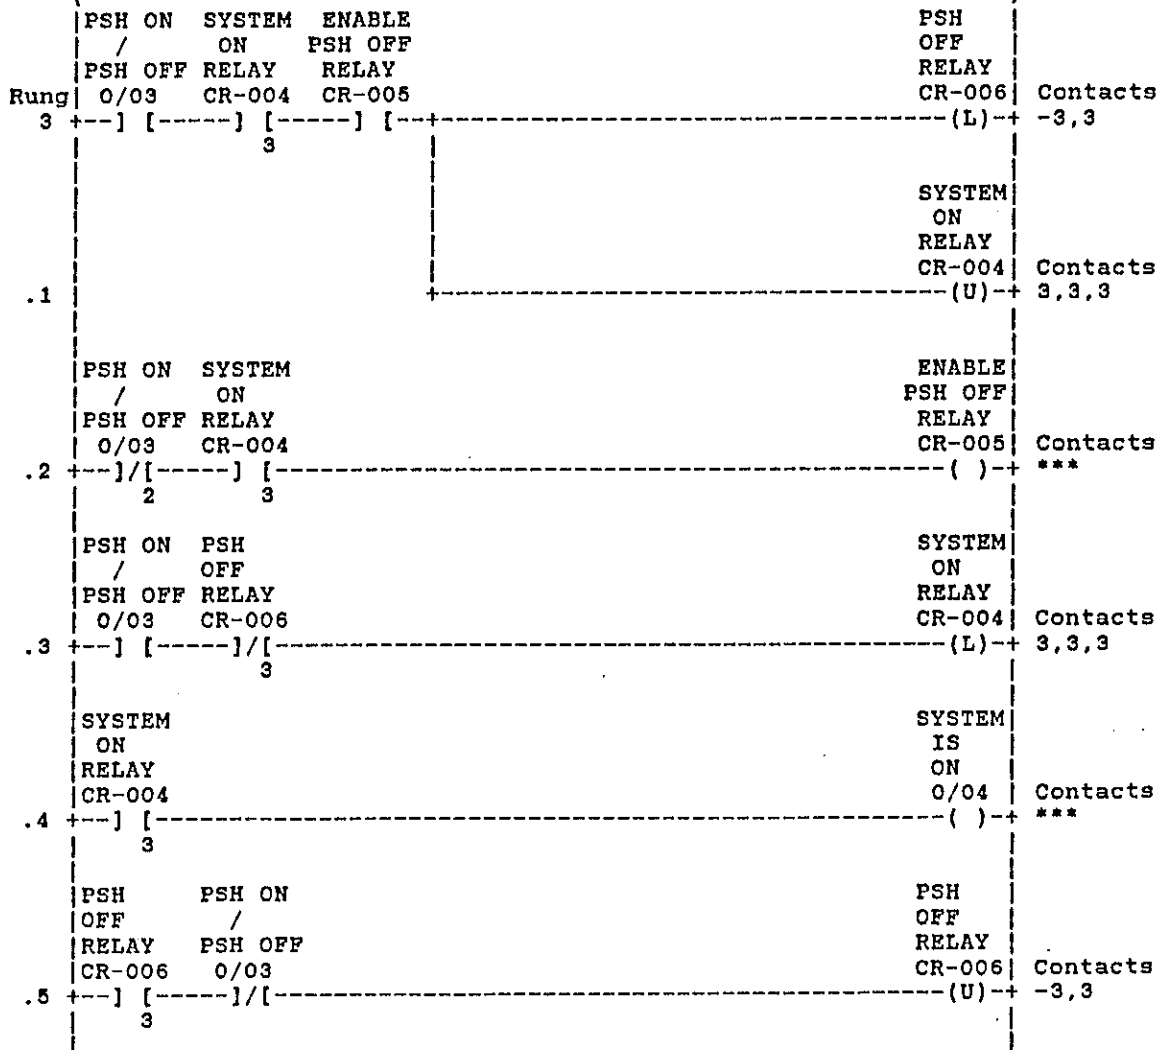 |PSH ON  SYSTEM  ENABLE                                  PSH    |
|  /       ON    PSH OFF                                 OFF    |
|PSH OFF RELAY    RELAY                                  RELAY  |
Rung| 0/03    CR-004  CR-005                                  CR-006| Contacts
3 +--] [-----] [-----] [--+-------------------------------(L)-+ -3,3
3
SYSTEM|
ON
RELAY
CR-004| Contacts
.1 +-------------------------------(U)-+ 3,3,3
|PSH ON  SYSTEM                                          ENABLE|
/       ON                                            PSH OFF|
|PSH OFF RELAY                                           RELAY
0/03    CR-004                                          CR-005| Contacts
.2 +--]/[-----] [-------------------------------------------( )-+ ***
2       3
|PSH ON  PSH                                             SYSTEM|
/     OFF                                              ON
|PSH OFF RELAY                                           RELAY
0/03    CR-006                                          CR-004| Contacts
.3 +--] [-----]/[-------------------------------------------(L)-+ 3,3,3
3
|SYSTEM                                                  SYSTEM|
ON                                                      IS
|RELAY                                                   ON
|CR-004                                                  0/04 | Contacts
.4 +--] [---------------------------------------------------( )-+ ***
3
|PSH     PSH ON                                          PSH
|OFF       /                                             OFF
|RELAY   PSH OFF                                         RELAY
|CR-006   0/03                                           CR-006| Contacts
.5 +--] [-----]/[-------------------------------------------(U)-+ -3,3
3